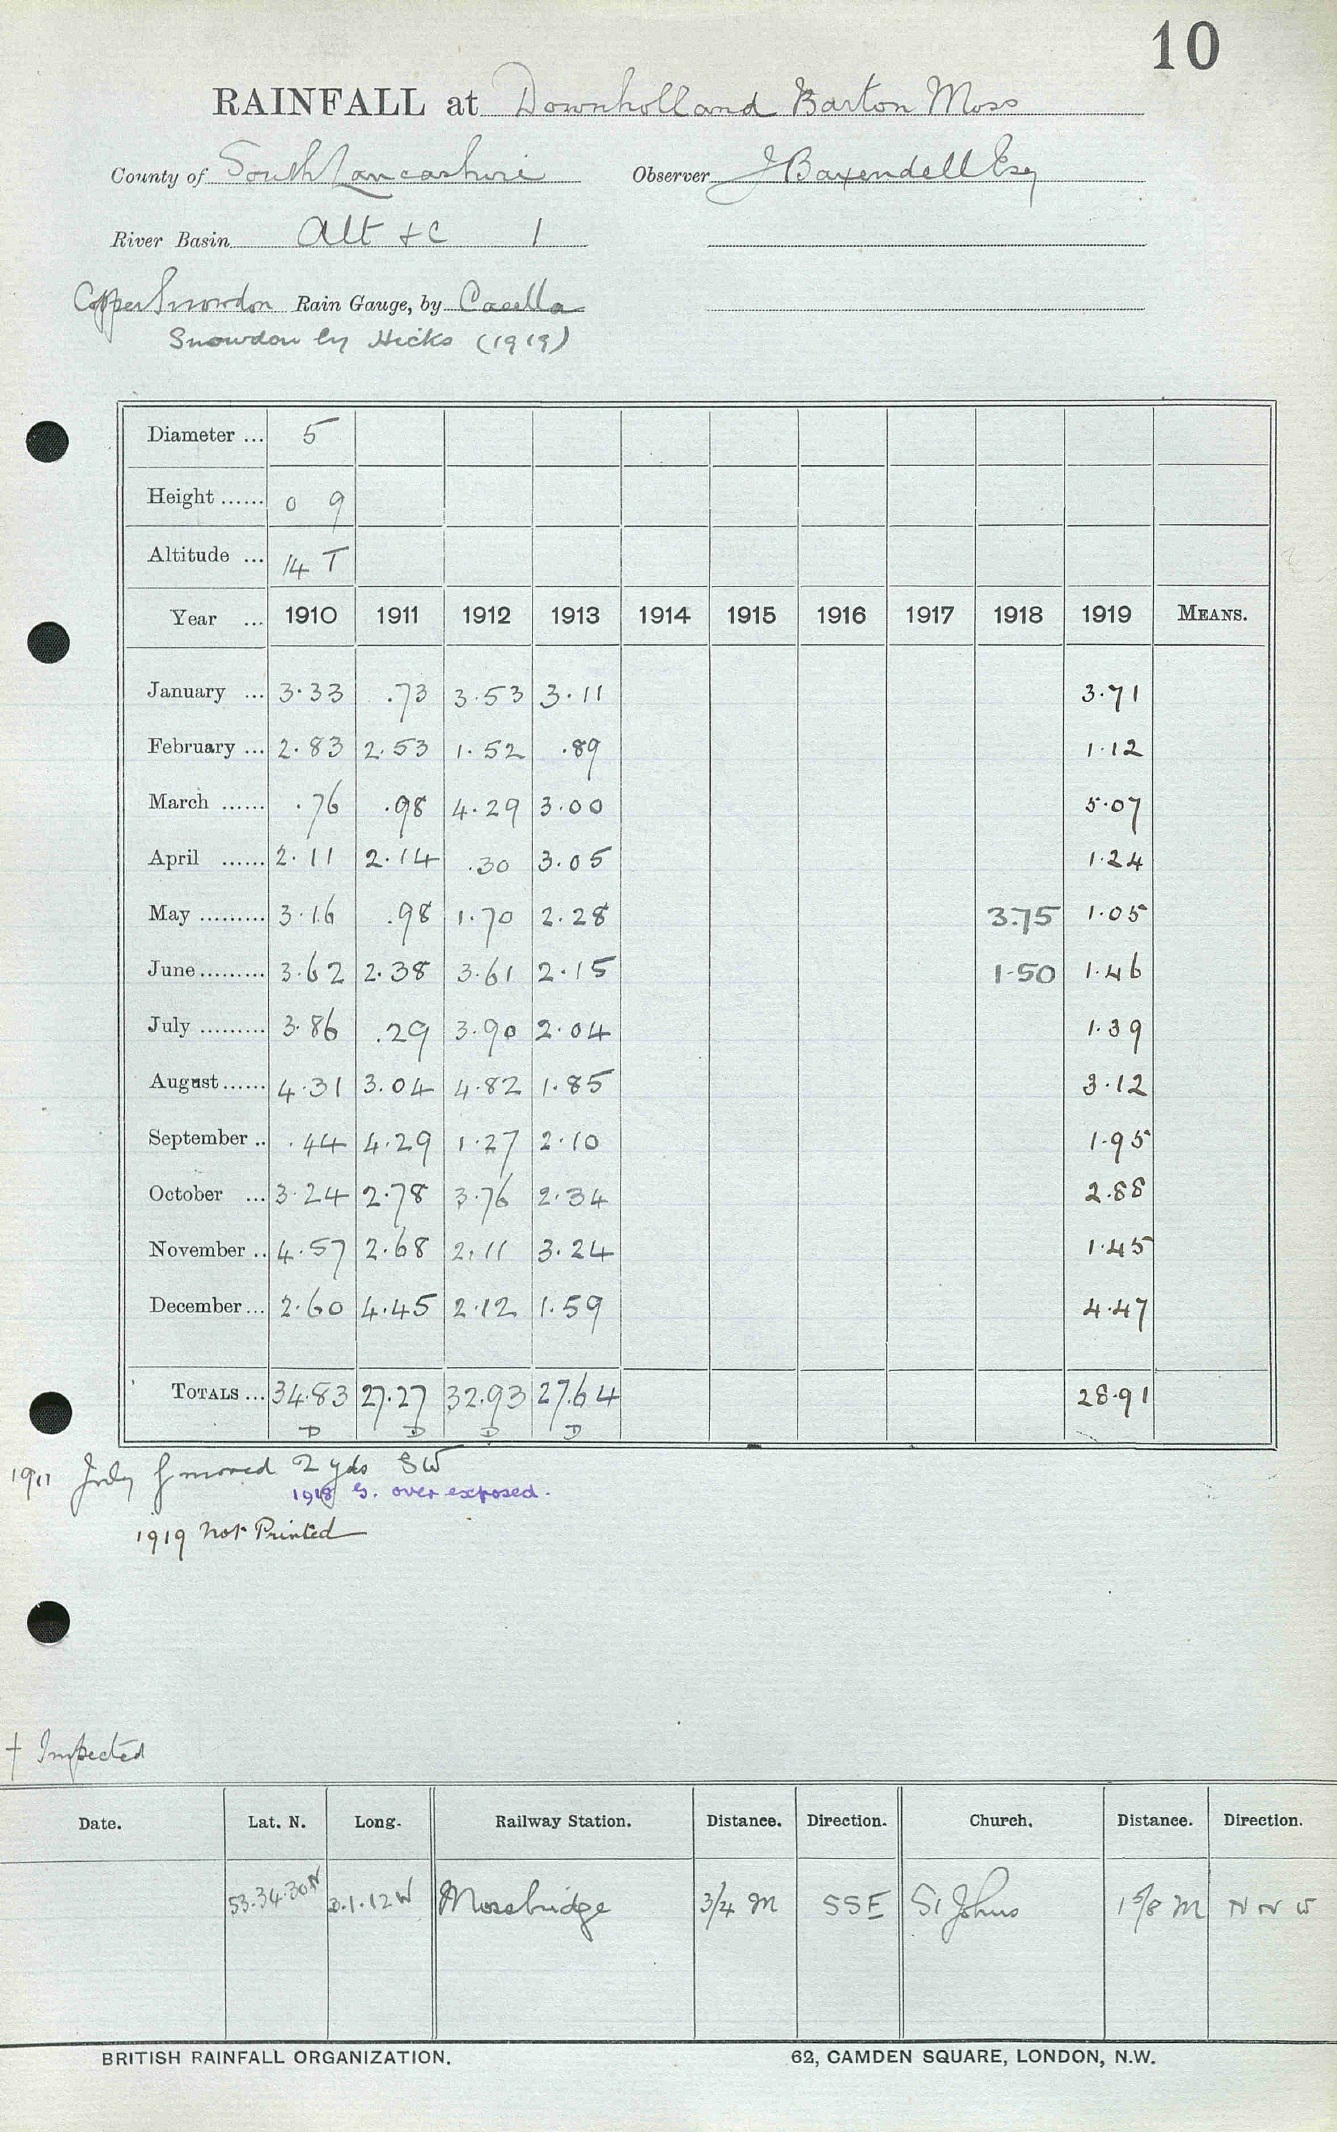 10
RAINFALL at Downholland Barton Moss
County of South Lancashire Observer J Baxendell Esq
River Basin Alt + C 1
Copper Snowdon Rain Gauge, by Casella
Snowdon by Hicks (1919)
Diameter ... 5
Height ...... 0 9
Altitude ... 14 T
Year ... 1910 1911 1912 1913 1914 1915 1916 1917 1918 1919 MEANS.
January ... 3.33 .73 3.53 3.11 3.71
February ... 2.83 2.53 1.52 .89 1.12
March ...... .76 .98 4.29 3.00 5.07
April ...... 2.11 2.14 .30 3.05 1.24
May ......... 3.16 .98 1.70 2.28 3.75 1.05
June......... 3.62 2.38 3.61 2.15 1.50 1.46
July ......... 3.86 .29 3.90 2.04 1.39
August...... 4.31 3.04 4.82 1.85 3.12
September .. .44 4.29 1.27 2.10 1.95
October ... 3.24 2.78 3.76 2.34 2.88
November .. 4.57 2.68 2.11 3.24 1.45
December... 2.60 4.45 2.12 1.59 4.47
TOTALS ... 34.83 27.27 32.93 27.64 28.91
D D D D
1911 July g moved 2 yds SW
1918 G. over exposed.
1919 Not Printed
† Inspected
Date. Lat. N. Long. Railway Station. Distance. Direction. Church. Distance. Direction.
53.34.30N 3.1.12W Mossbridge 3/4 M SSE St Johns 1 5/8 M N N W
BRITISH RAINFALL ORGANIZATION. 62, CAMDEN SQUARE, LONDON, N.W.